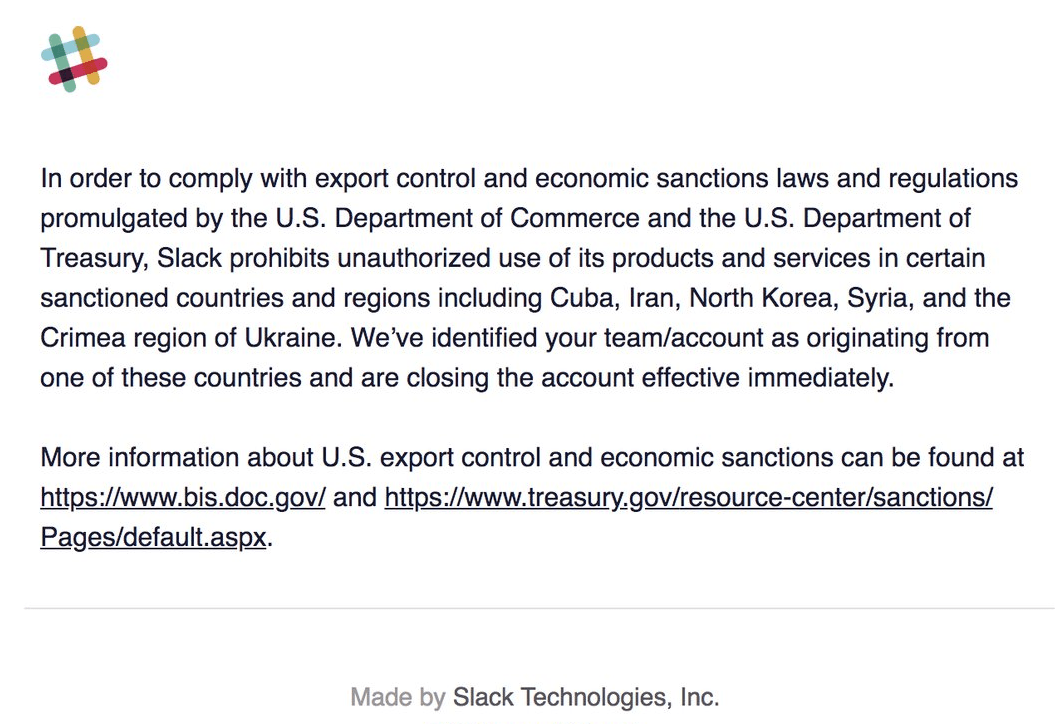 In order to comply with export control and economic sanctions laws and regulations
promulgated by the U.S. Department of Commerce and the U.S. Department of
Treasury, Slack prohibits unauthorized use of its products and services in certain
sanctioned countries and regions including Cuba, Iran, North Korea, Syria, and the
Crimea region of Ukraine. We’ve identified your team/account as originating from
one of these countries and are closing the account effective immediately.
More information about U.S. export control and economic sanctions can be found at
https://www.bis.doc.gov/ and https://www.treasury.gov/resource-center/sanctions/
Pages/default.aspx.
Made by Slack Technologies, Inc.